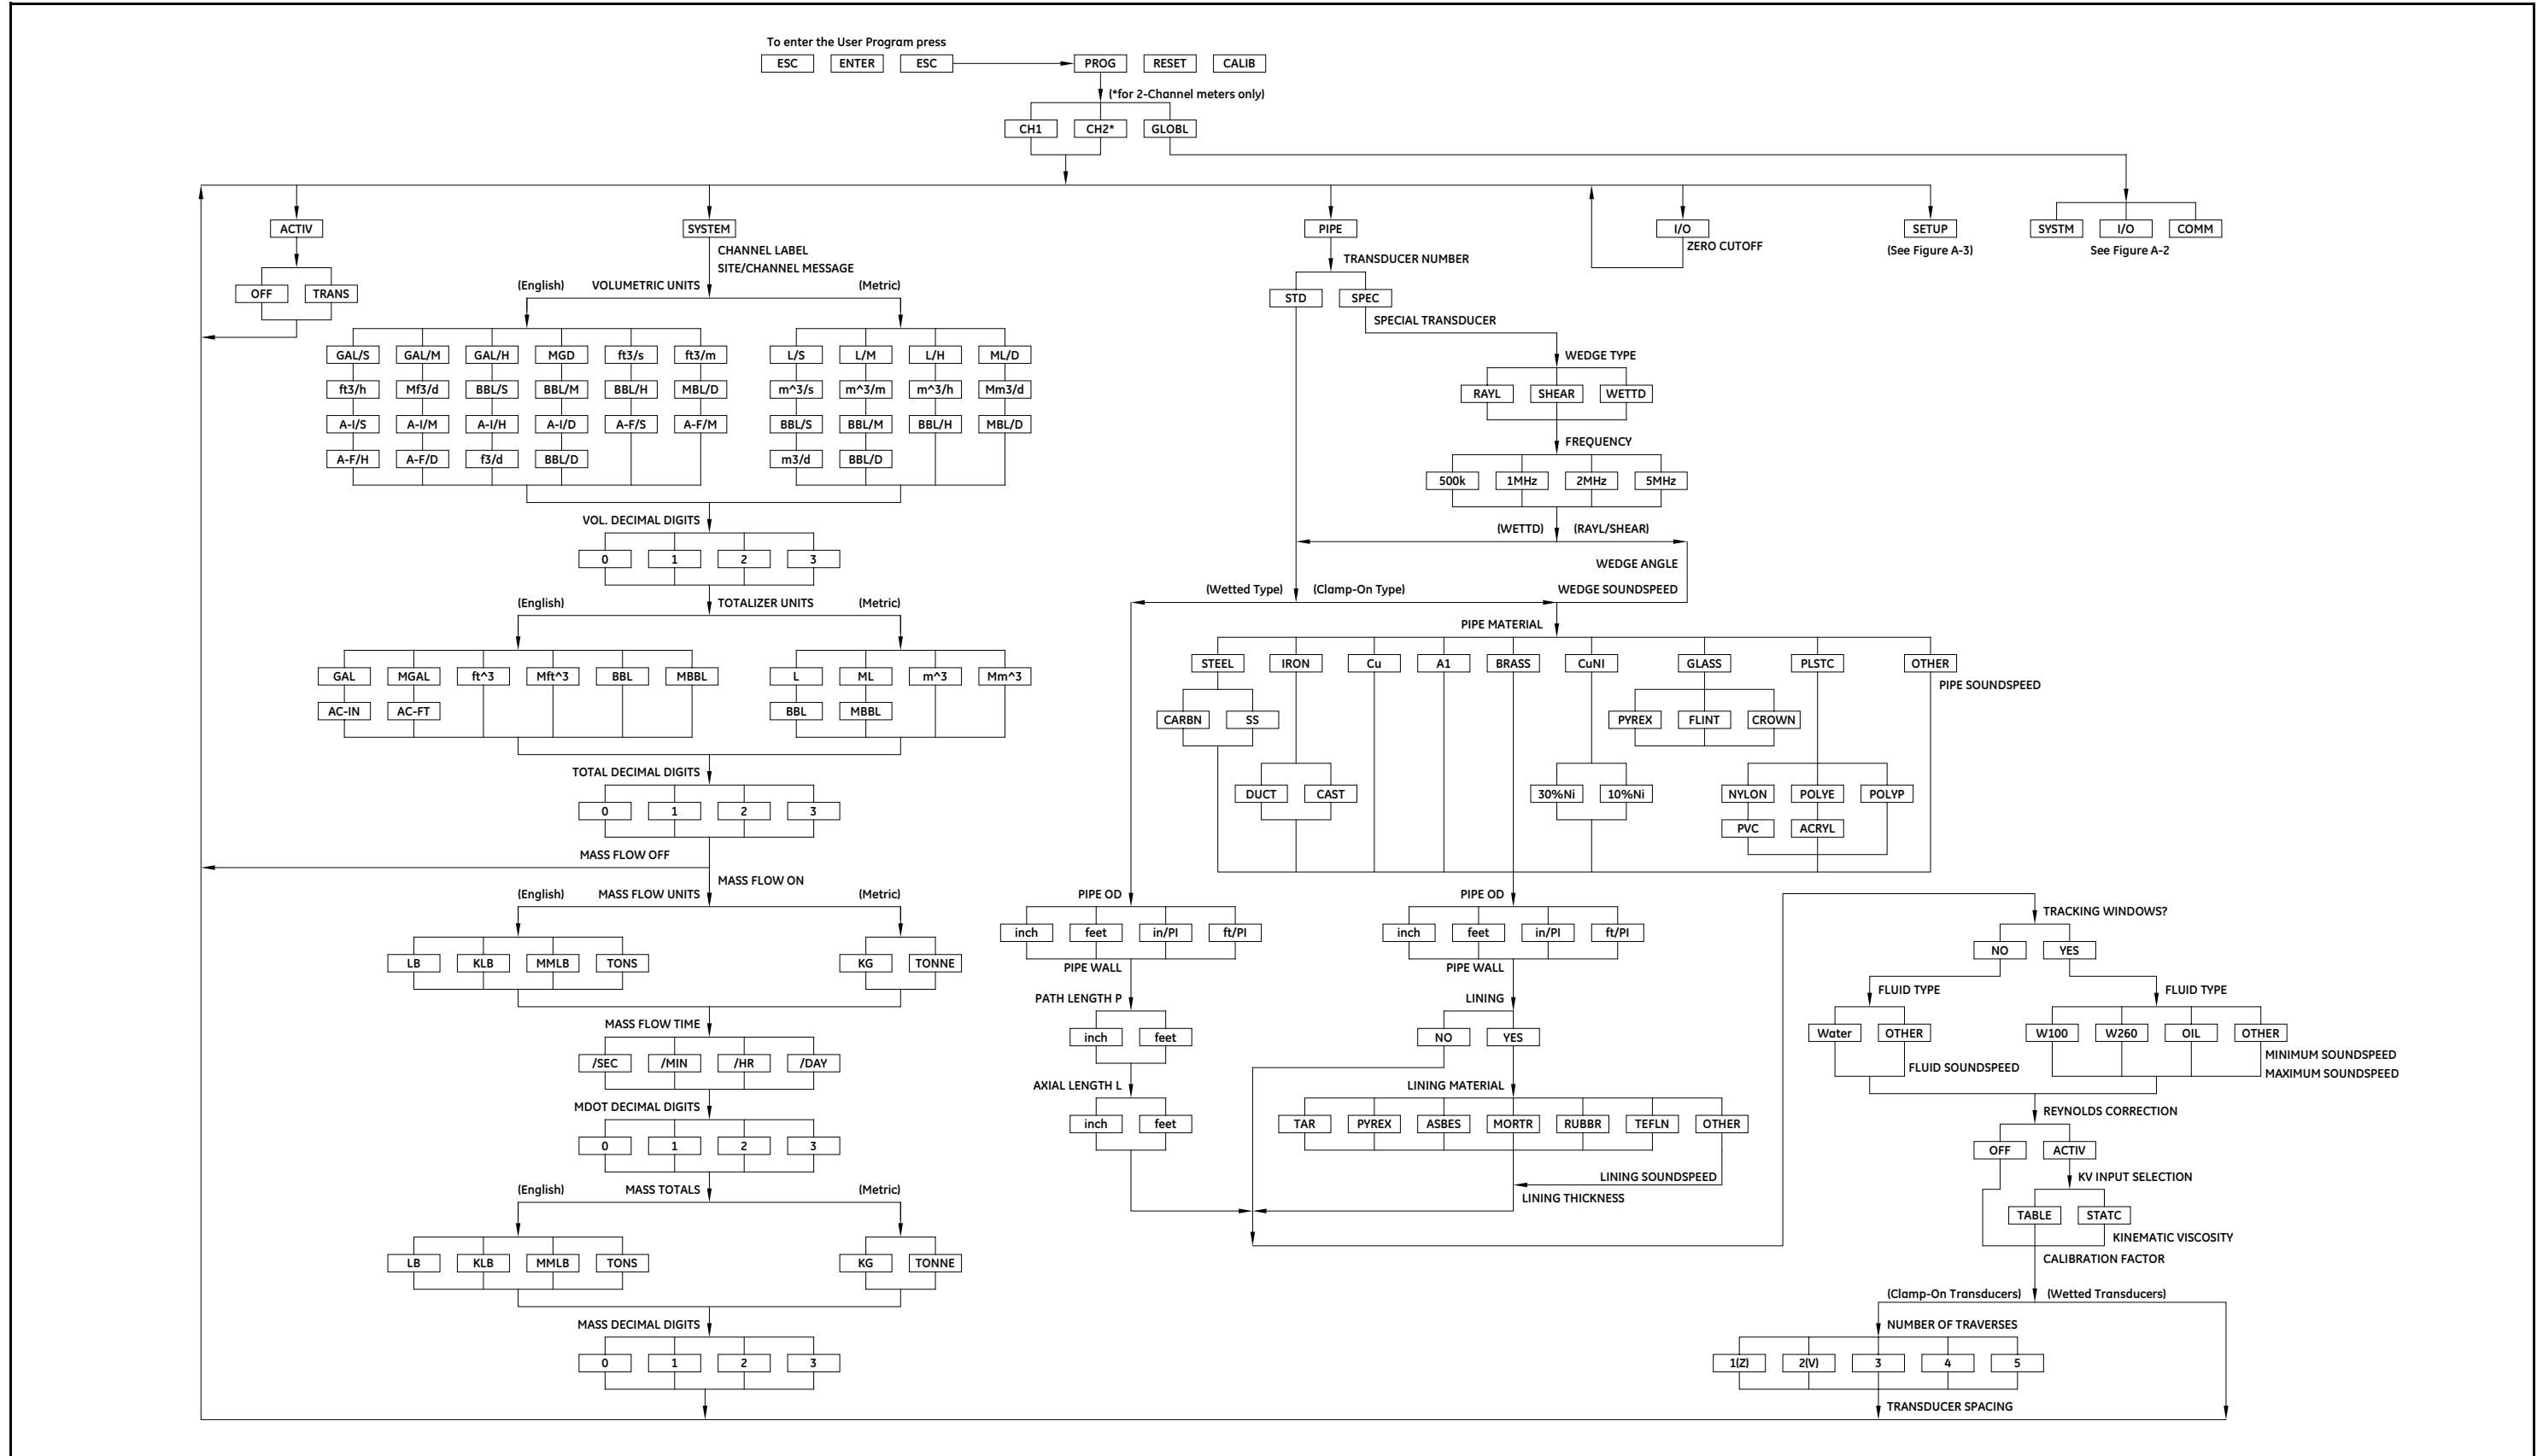 To enter the User Program press
ESC ENTER ESC PROG RESET CALIB
(*for 2-Channel meters only)
CH1 CH2* GLOBL
ACTIV SYSTEM PIPE I/O SETUP SYSTM I/O COMM
ZERO CUTOFF
(See Figure A-3) See Figure A-2
OFF TRANS
CHANNEL LABEL
SITE/CHANNEL MESSAGE
(English) VOLUMETRIC UNITS (Metric)
GAL/S GAL/M GAL/H MGD ft3/s ft3/m L/S L/M L/H ML/D
ft3/h Mf3/d BBL/S BBL/M BBL/H MBL/D m^3/s m^3/m m^3/h Mm3/d
A-I/S A-I/M A-I/H A-I/D A-F/S A-F/M BBL/S BBL/M BBL/H MBL/D
A-F/H A-F/D f3/d BBL/D m3/d BBL/D
VOL. DECIMAL DIGITS
0 1 2 3
(English) TOTALIZER UNITS (Metric)
GAL MGAL ft^3 Mft^3 BBL MBBL L ML m^3 Mm^3
AC-IN AC-FT BBL MBBL
TOTAL DECIMAL DIGITS
0 1 2 3
MASS FLOW OFF
MASS FLOW ON
(English) MASS FLOW UNITS (Metric)
LB KLB MMLB TONS KG TONNE
MASS FLOW TIME
/SEC /MIN /HR /DAY
MDOT DECIMAL DIGITS
0 1 2 3
(English) MASS TOTALS (Metric)
LB KLB MMLB TONS KG TONNE
MASS DECIMAL DIGITS
0 1 2 3
TRANSDUCER NUMBER
STD SPEC
SPECIAL TRANSDUCER
WEDGE TYPE
RAYL SHEAR WETTD
FREQUENCY
500k 1MHz 2MHz 5MHz
(WETTD) (RAYL/SHEAR)
WEDGE ANGLE
(Wetted Type) (Clamp-On Type) WEDGE SOUNDSPEED
PIPE MATERIAL
STEEL IRON Cu A1 BRASS CuNI GLASS PLSTC OTHER
PIPE SOUNDSPEED
CARBN SS PYREX FLINT CROWN
DUCT CAST 30%Ni 10%Ni NYLON POLYE POLYP
PVC ACRYL
PIPE OD PIPE OD
inch feet in/PI ft/PI inch feet in/PI ft/PI
PIPE WALL PIPE WALL
PATH LENGTH P LINING
inch feet NO YES
AXIAL LENGTH L LINING MATERIAL
inch feet TAR PYREX ASBES MORTR RUBBR TEFLN OTHER
LINING SOUNDSPEED
LINING THICKNESS
TRACKING WINDOWS?
NO YES
FLUID TYPE FLUID TYPE
Water OTHER W100 W260 OIL OTHER
MINIMUM SOUNDSPEED
FLUID SOUNDSPEED MAXIMUM SOUNDSPEED
REYNOLDS CORRECTION
OFF ACTIV
KV INPUT SELECTION
TABLE STATC
KINEMATIC VISCOSITY
CALIBRATION FACTOR
(Clamp-On Transducers) (Wetted Transducers)
NUMBER OF TRAVERSES
1(Z) 2(V) 3 4 5
TRANSDUCER SPACING